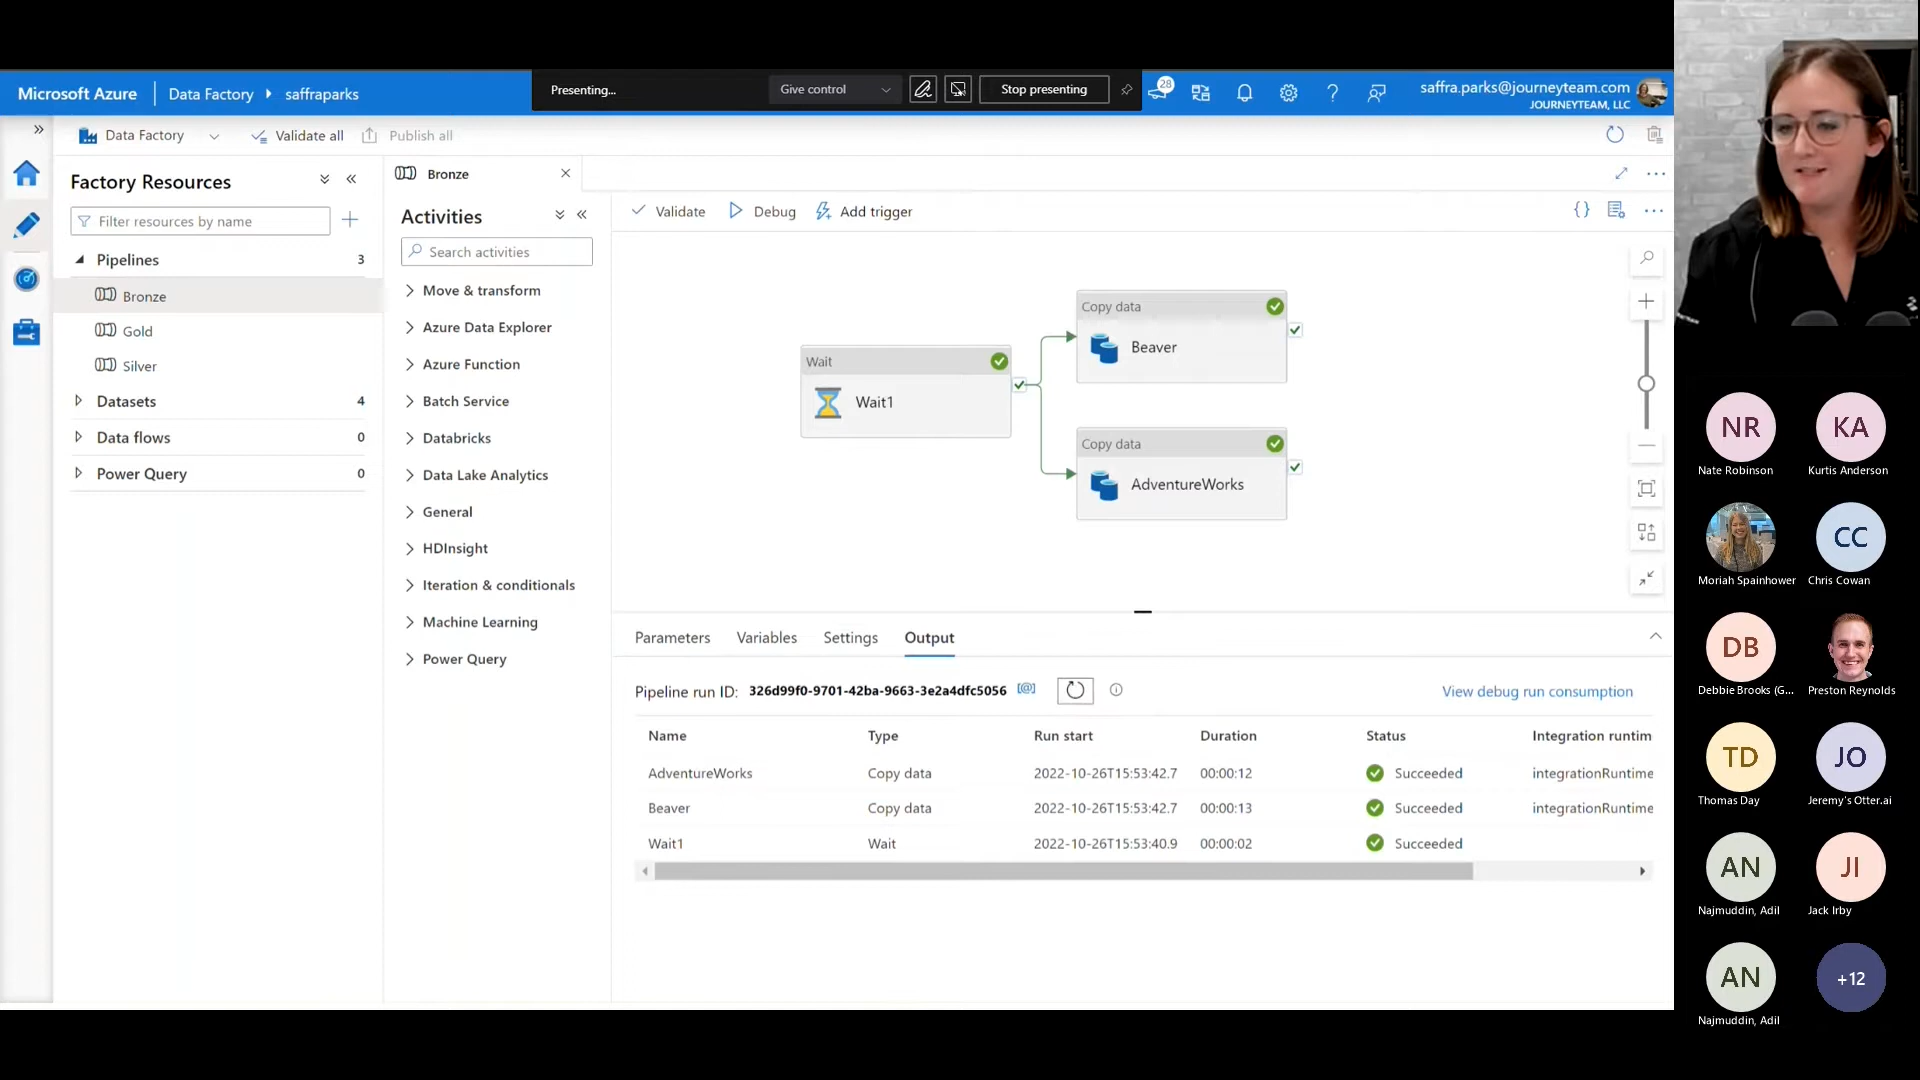 Microsoft Azure
Data Factory
saffraparks
Presenting...
Give control
Stop presenting
28
saffra.parks@journeyteam.com
JOURNEYTEAM, LLC
Data Factory
Validate all
Publish all
Factory Resources
Filter resources by name
Pipelines 3
Bronze
Gold
Silver
Datasets 4
Data flows 0
Power Query 0
Bronze
Activities
Search activities
Move & transform
Azure Data Explorer
Azure Function
Batch Service
Databricks
Data Lake Analytics
General
HDInsight
Iteration & conditionals
Machine Learning
Power Query
Validate
Debug
Add trigger
Wait
Wait1
Copy data
Beaver
Copy data
AdventureWorks
Parameters
Variables
Settings
Output
Pipeline run ID: 326d99f0-9701-42ba-9663-3e2a4dfc5056
View debug run consumption
Name Type Run start Duration Status Integration runtim
AdventureWorks Copy data 2022-10-26T15:53:42.7 00:00:12 Succeeded integrationRuntime
Beaver Copy data 2022-10-26T15:53:42.7 00:00:13 Succeeded integrationRuntime
Wait1 Wait 2022-10-26T15:53:40.9 00:00:02 Succeeded
NR
Nate Robinson
KA
Kurtis Anderson
Moriah Spainhower
CC
Chris Cowan
DB
Debbie Brooks (G...
Preston Reynolds
TD
Thomas Day
JO
Jeremy's Otter.ai
AN
Najmuddin, Adil
JI
Jack Irby
AN
Najmuddin, Adil
+12